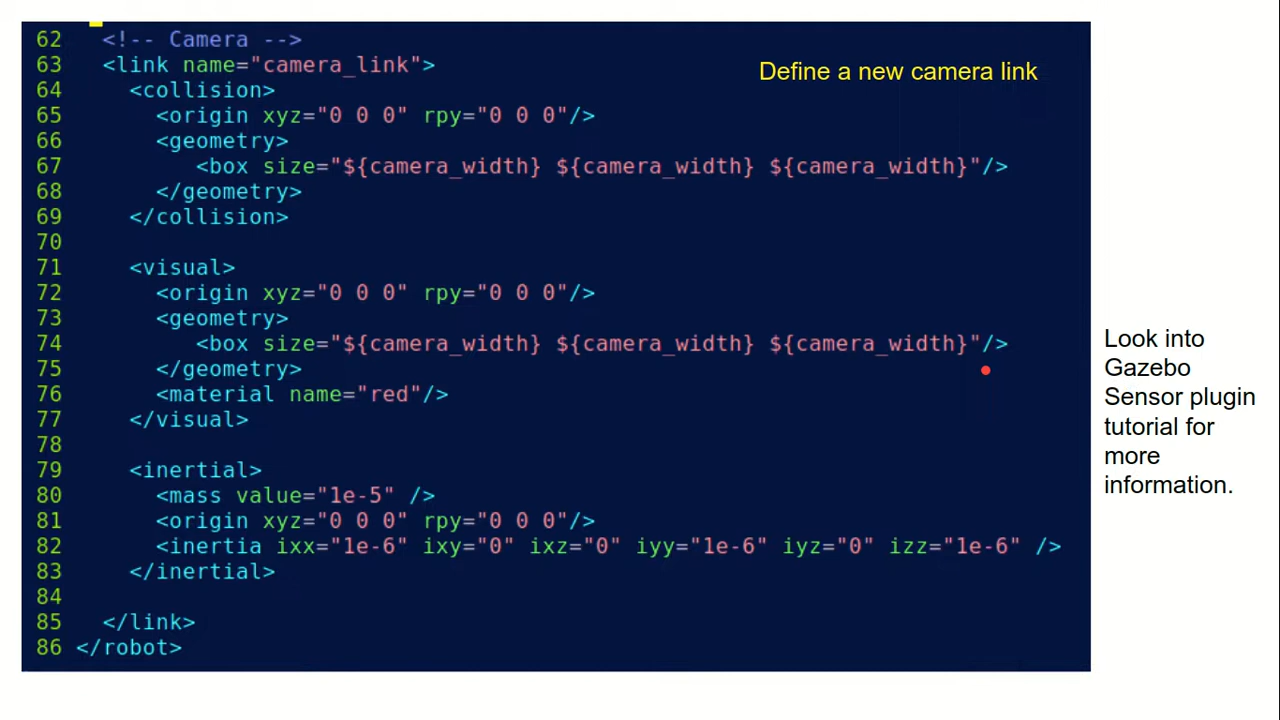 62   <!-- Camera -->
63   <link name="camera_link">
Define a new camera link
64     <collision>
65       <origin xyz="0 0 0" rpy="0 0 0"/>
66       <geometry>
67          <box size="${camera_width} ${camera_width} ${camera_width}"/>
68       </geometry>
69     </collision>
70
71     <visual>
72       <origin xyz="0 0 0" rpy="0 0 0"/>
73       <geometry>
74          <box size="${camera_width} ${camera_width} ${camera_width}"/>
75       </geometry>
76       <material name="red"/>
77     </visual>
78
79     <inertial>
80       <mass value="1e-5" />
81       <origin xyz="0 0 0" rpy="0 0 0"/>
82       <inertia ixx="1e-6" ixy="0" ixz="0" iyy="1e-6" iyz="0" izz="1e-6" />
83     </inertial>
84
85   </link>
86 </robot>
Look into
Gazebo
Sensor plugin
tutorial for
more
information.